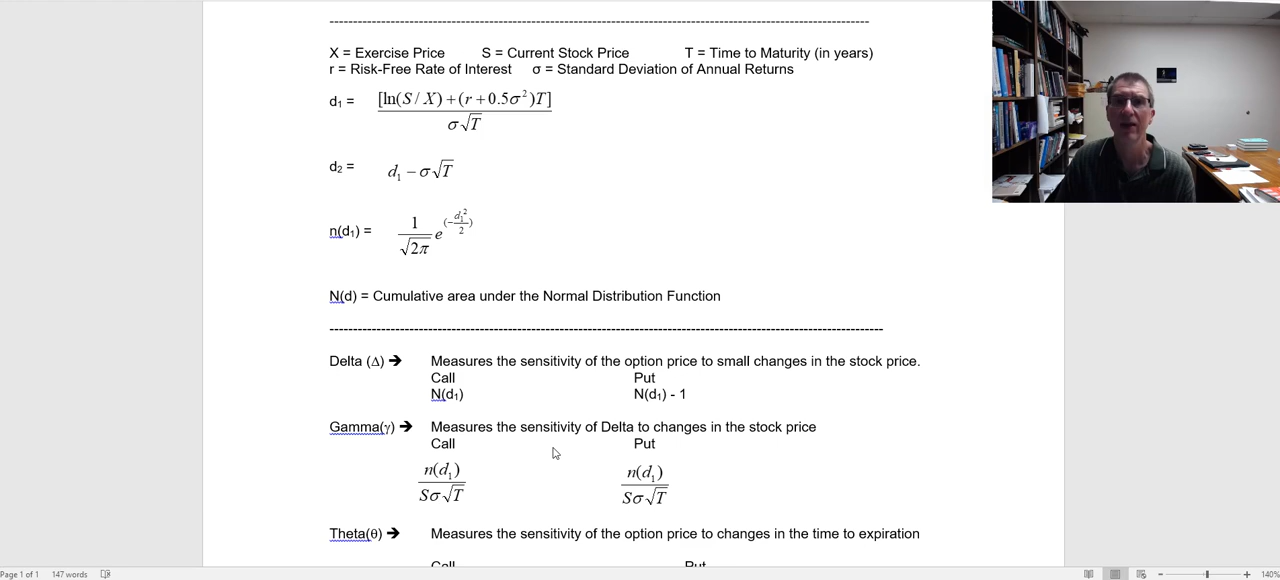 ---------------------------------------------------------------------------------------------------------------------
X = Exercise Price S = Current Stock Price T = Time to Maturity (in years)
r = Risk-Free Rate of Interest σ = Standard Deviation of Annual Returns
d₁ = [ln(S / X) + (r + 0.5σ²)T] / σ√T
d₂ = d₁ − σ√T
n(d₁) = 1/√2π e^(−d₁²/2)
N(d) = Cumulative area under the Normal Distribution Function
------------------------------------------------------------------------------------------------------------------------
Delta (Δ) → Measures the sensitivity of the option price to small changes in the stock price.
Call Put
N(d₁) N(d₁) - 1
Gamma(γ) → Measures the sensitivity of Delta to changes in the stock price
Call Put
n(d₁) / Sσ√T n(d₁) / Sσ√T
Theta(θ) → Measures the sensitivity of the option price to changes in the time to expiration
Call Put
Page 1 of 1 147 words 140%